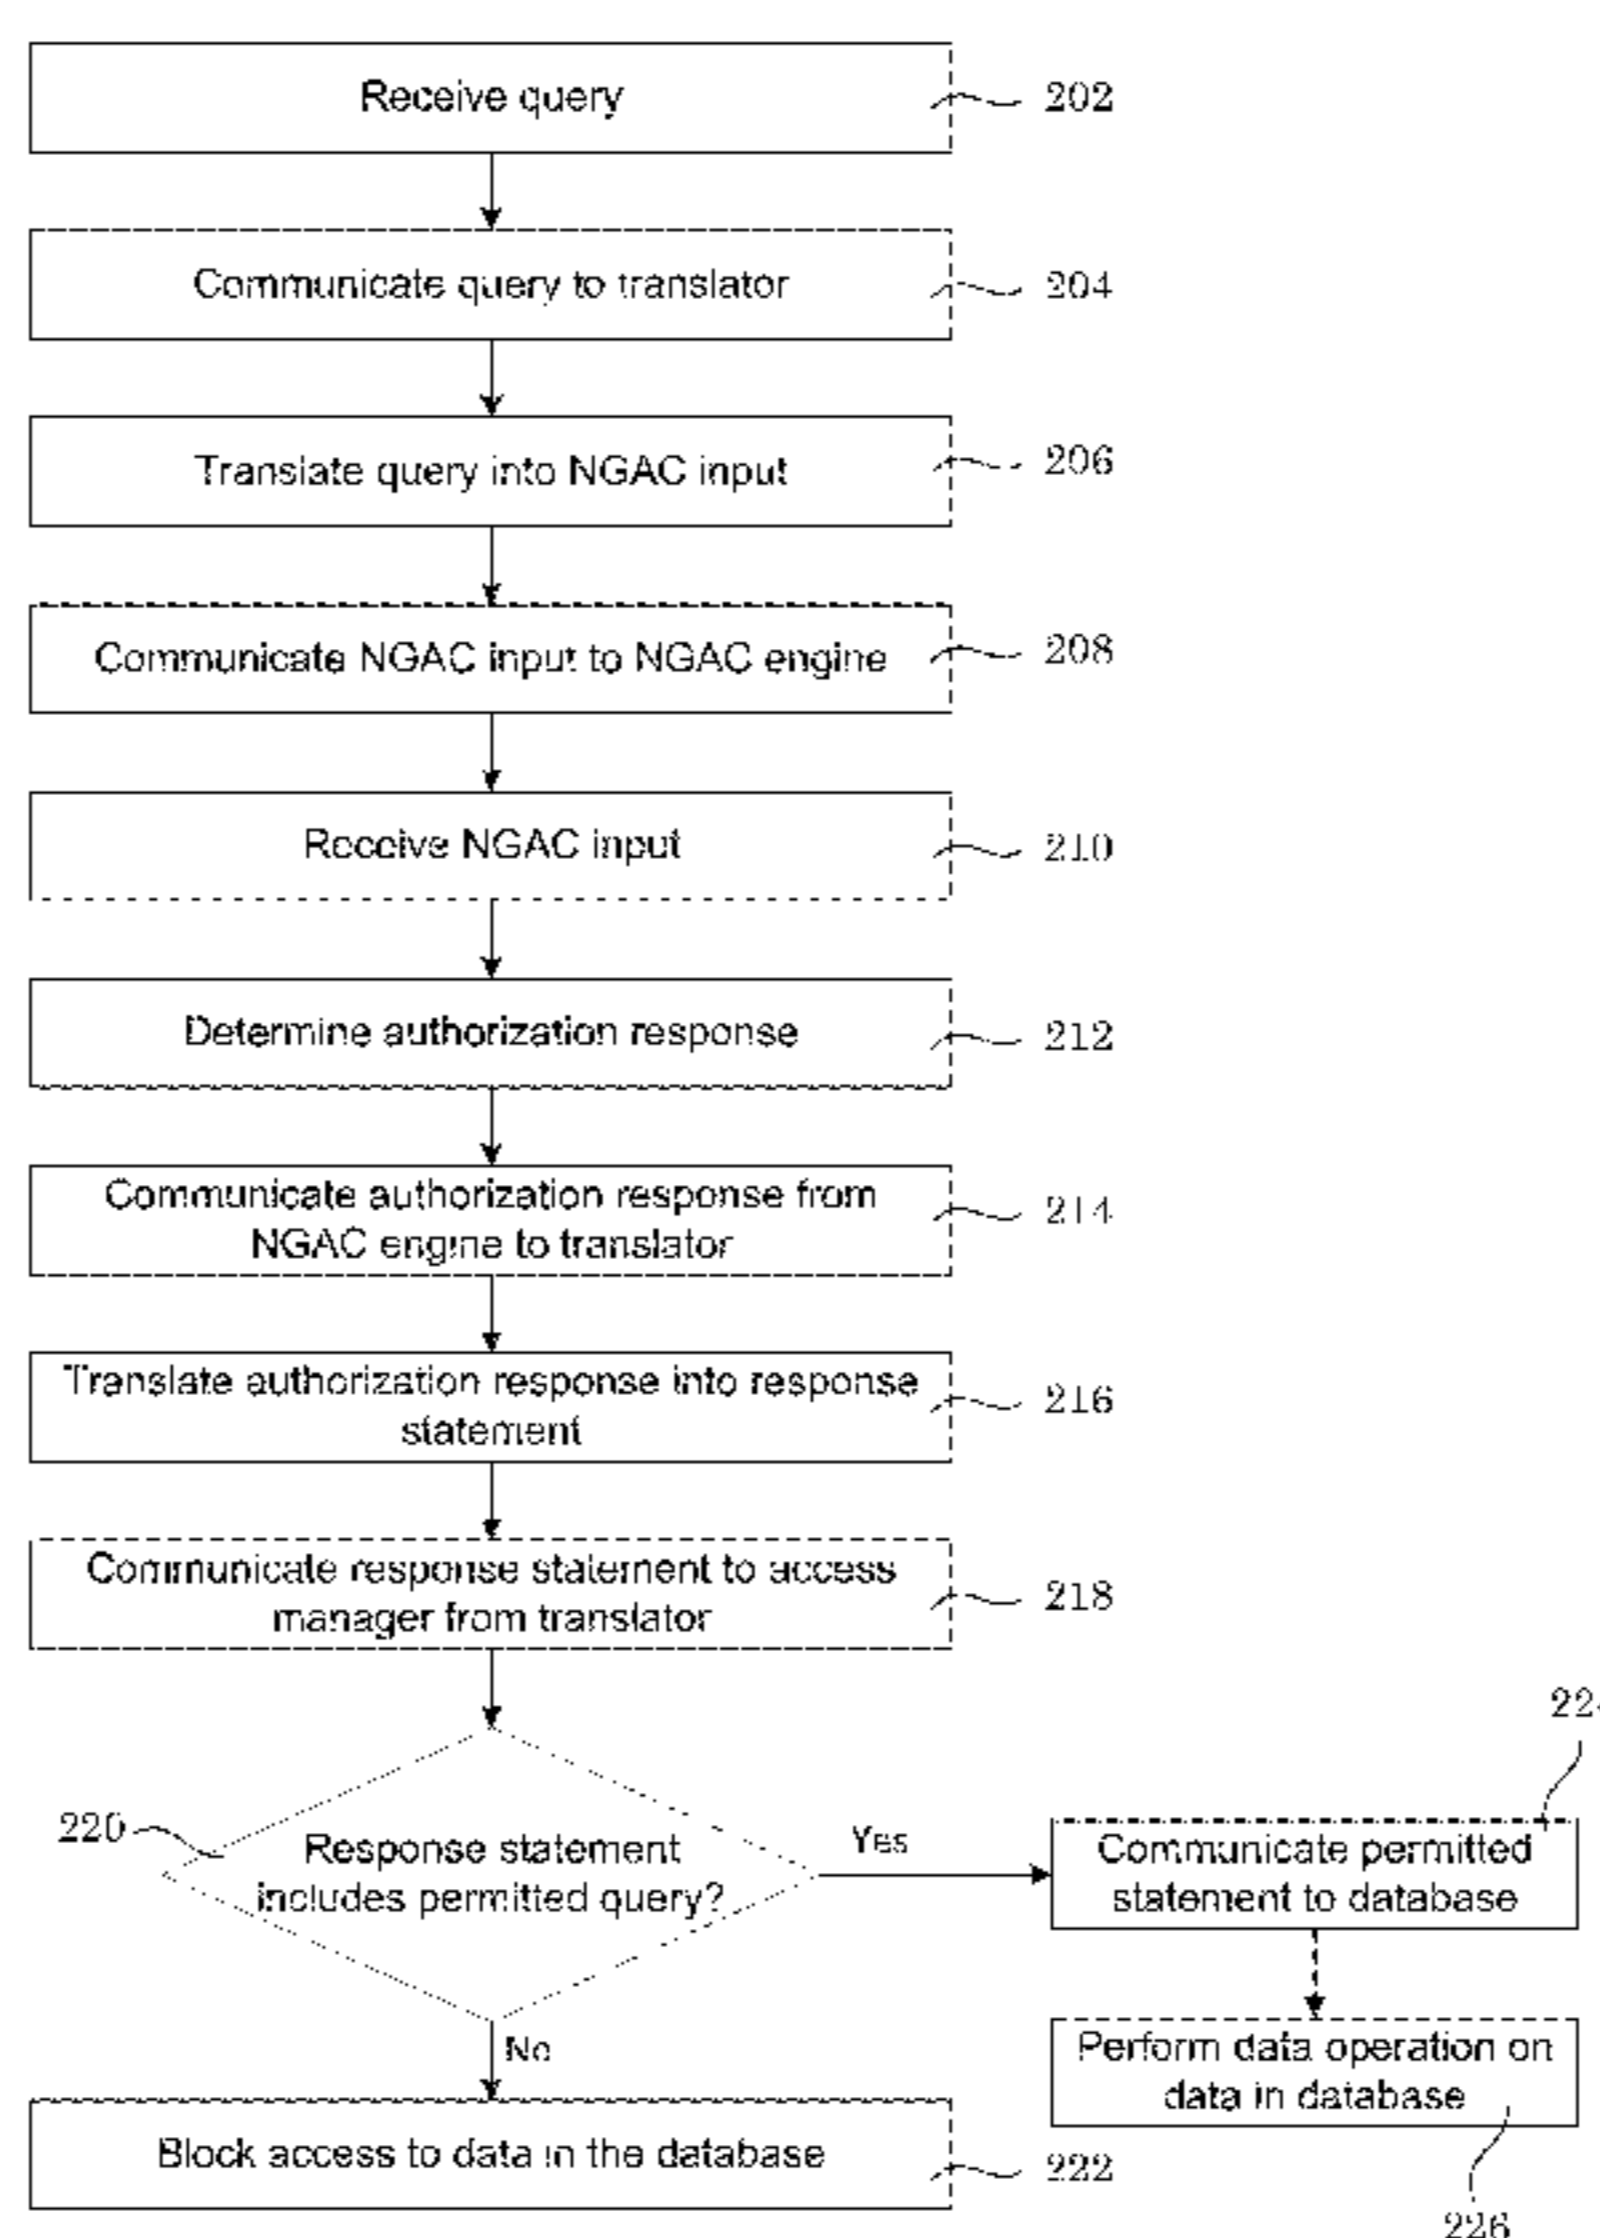 Receive query
202
Communicate query to translator
204
Translate query into NGAC input
206
Communicate NGAC input to NGAC engine
208
Receive NGAC input
210
Determine authorization response
212
Communicate authorization response from
NGAC engine to translator
214
Translate authorization response into response
statement
216
Communicate response statement to access
manager from translator
218
220
Response statement
includes permitted query?
Yes
Communicate permitted
statement to database
No
Perform data operation on
data in database
226
Block access to data in the database
222